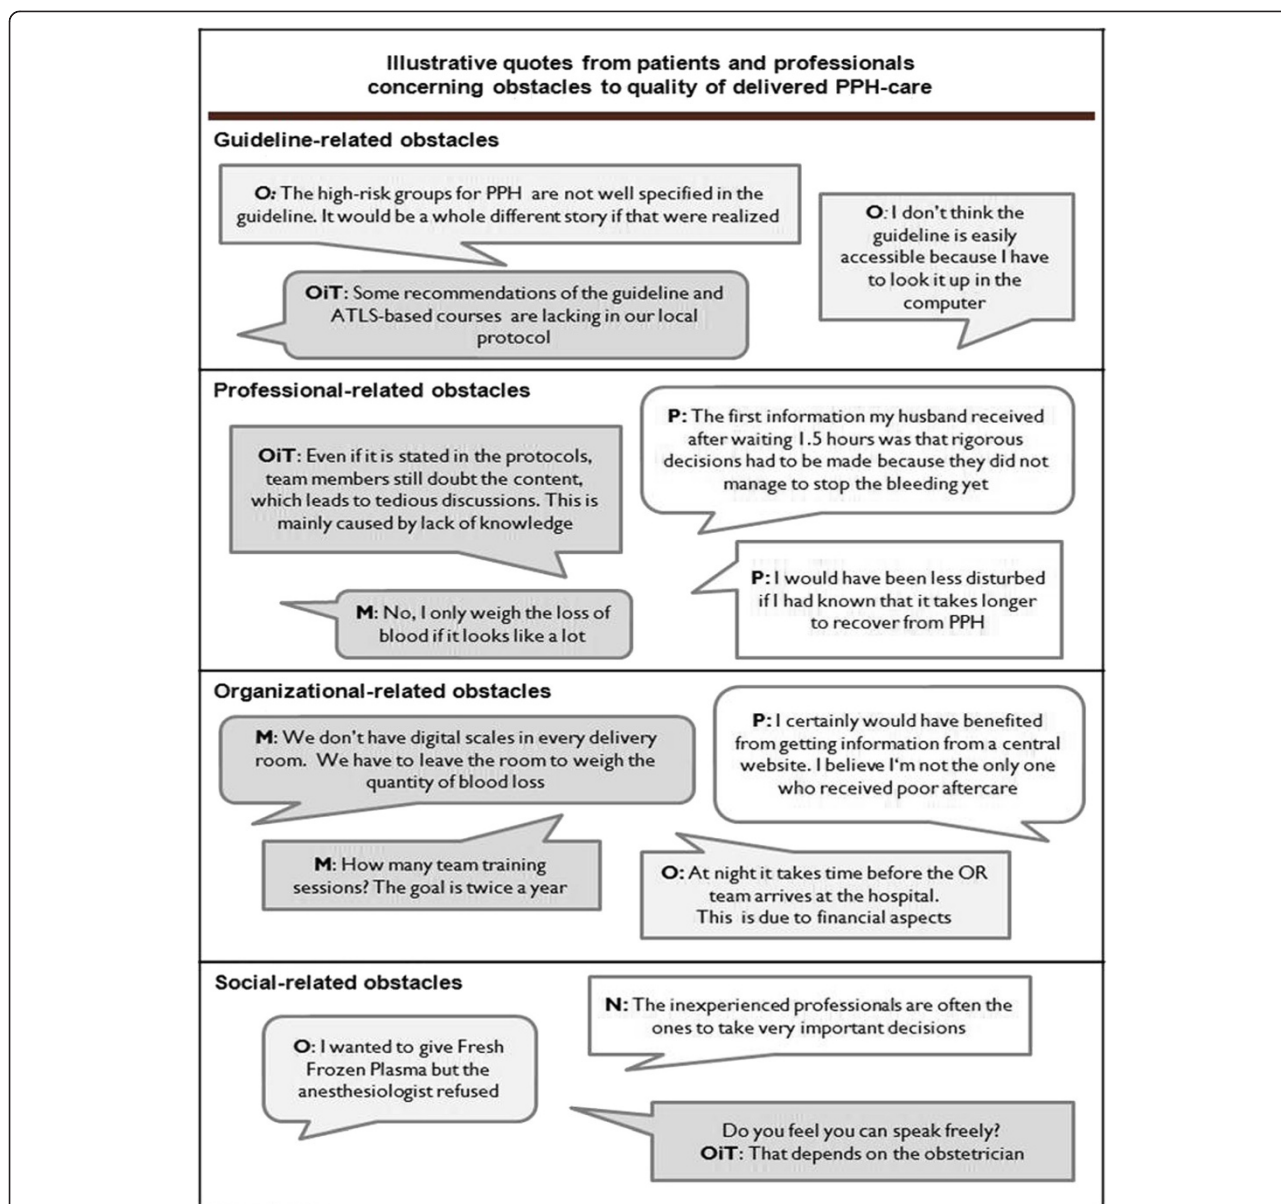 Illustrative quotes from patients and professionals
concerning obstacles to quality of delivered PPH-care
Guideline-related obstacles
O: The high-risk groups for PPH are not well specified in the
guideline. It would be a whole different story if that were realized
O: I don't think the
guideline is easily
accessible because I have
to look it up in the
computer
OiT: Some recommendations of the guideline and
ATLS-based courses are lacking in our local
protocol
Professional-related obstacles
P: The first information my husband received
after waiting 1.5 hours was that rigorous
decisions had to be made because they did not
manage to stop the bleeding yet
OiT: Even if it is stated in the protocols,
team members still doubt the content,
which leads to tedious discussions. This is
mainly caused by lack of knowledge
P: I would have been less disturbed
if I had known that it takes longer
to recover from PPH
M: No, I only weigh the loss of
blood if it looks like a lot
Organizational-related obstacles
M: We don't have digital scales in every delivery
room. We have to leave the room to weigh the
quantity of blood loss
P: I certainly would have benefited
from getting information from a central
website. I believe I'm not the only one
who received poor aftercare
M: How many team training
sessions? The goal is twice a year
O: At night it takes time before the OR
team arrives at the hospital.
This is due to financial aspects
Social-related obstacles
N: The inexperienced professionals are often the
ones to take very important decisions
O: I wanted to give Fresh
Frozen Plasma but the
anesthesiologist refused
Do you feel you can speak freely?
OiT: That depends on the obstetrician